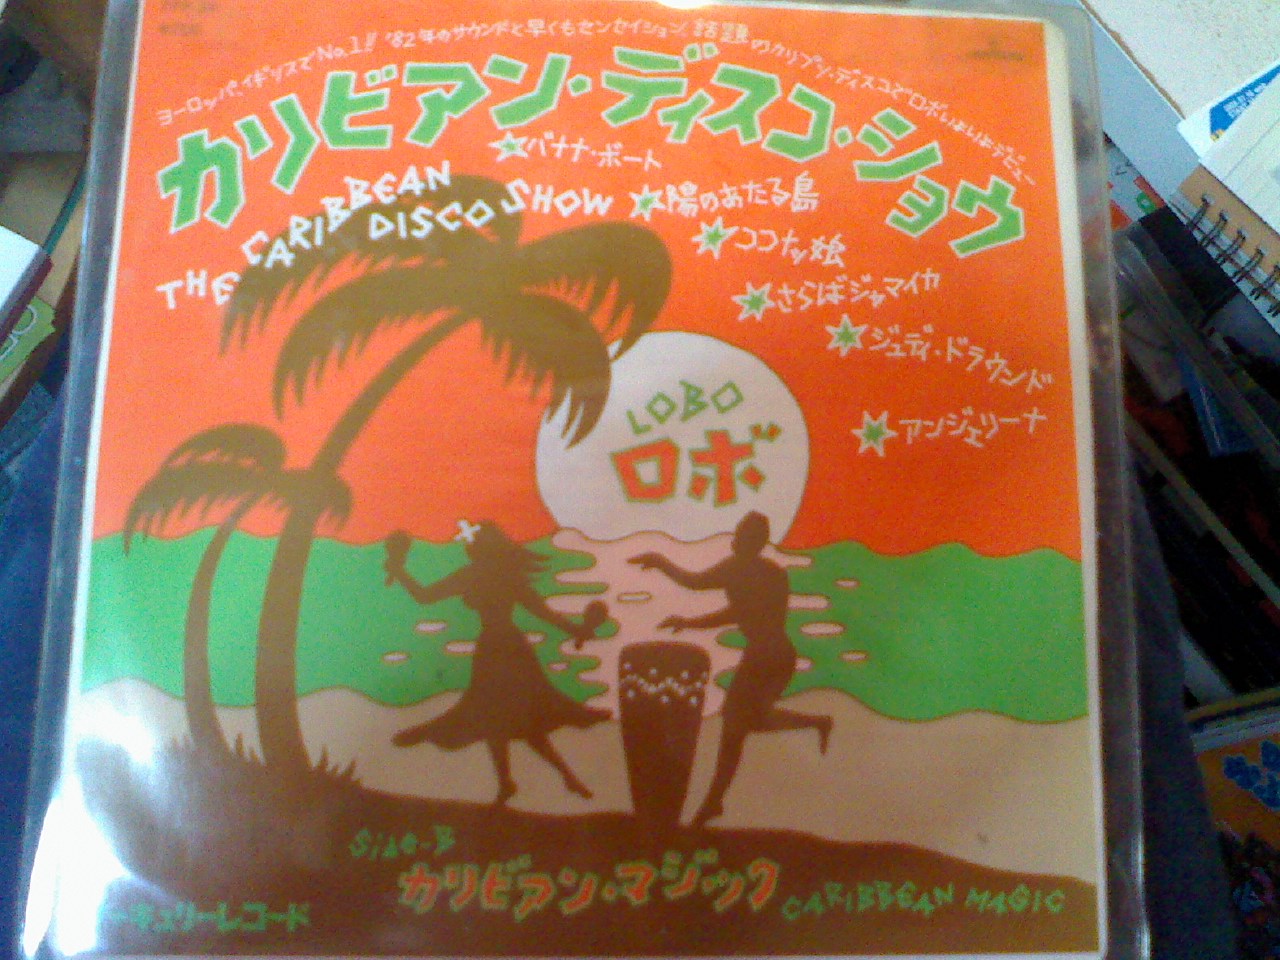 ヨーロッパ、イギリスでNo.1!! '82年のサウンドと早くもセンセイション、話題のカリブアン・ディスコでロボいよいよデビュー
カリビアン・ディスコ・ショウ
THE CARIBBEAN DISCO SHOW
バナナ・ボート
陽のあたる島
ココナッツ娘
さらばジャマイカ
ジュディ・ドラウンド
アンジェリーナ
LOBO
ロボ
Side-B
カリビアン・マジック CARIBBEAN MAGIC
ーキュリーレコード